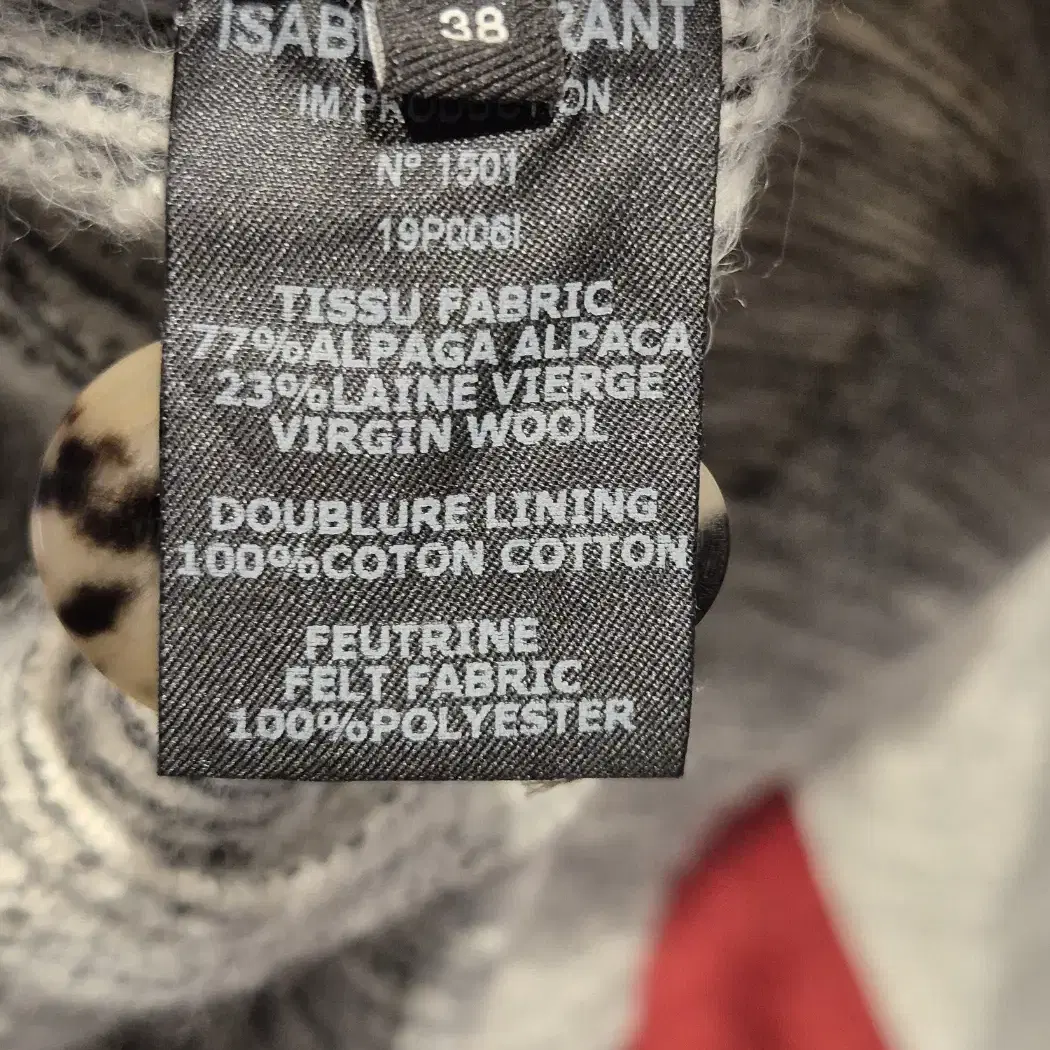 38
IM PRODUCTION
Nº 1501
19P006I
TISSU FABRIC
77%ALPAGA ALPACA
23%LAINE VIERGE
VIRGIN WOOL
DOUBLURE LINING
100%COTON COTTON
FEUTRINE
FELT FABRIC
100%POLYESTER